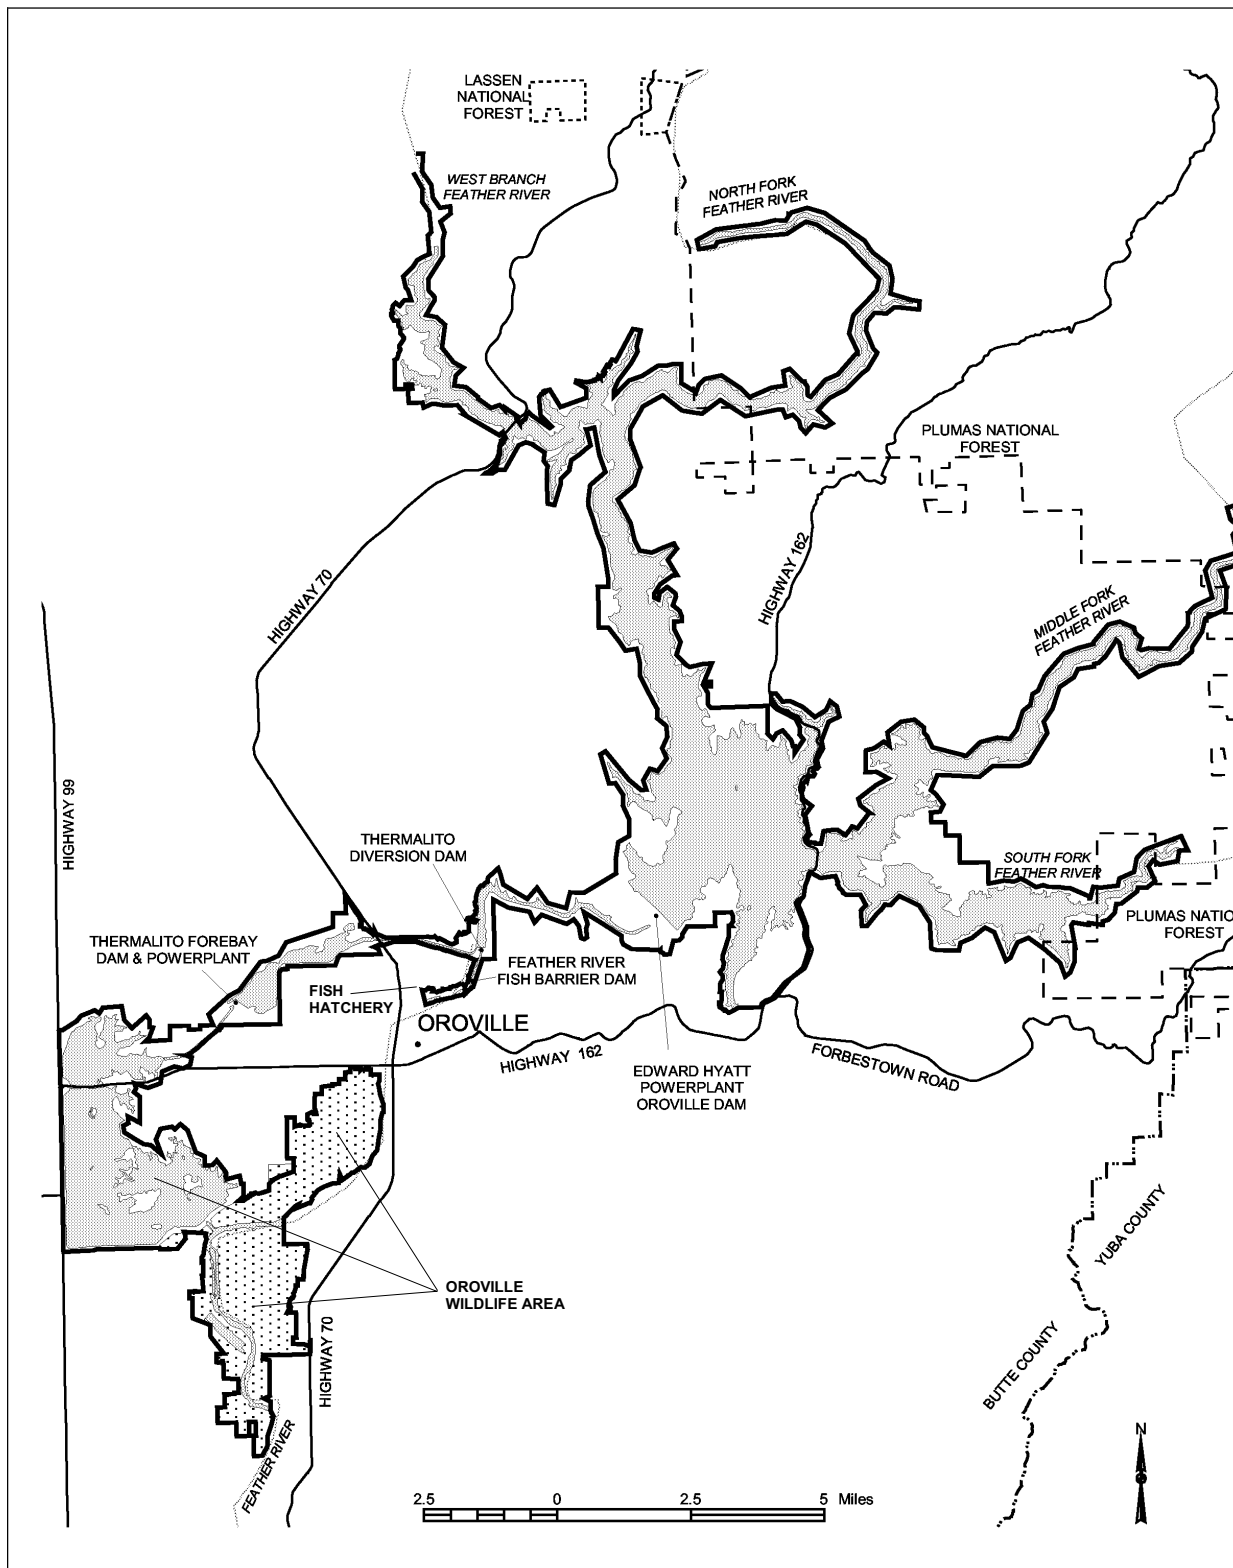 LASSEN
NATIONAL
FOREST
WEST BRANCH
FEATHER RIVER
NORTH FORK
FEATHER RIVER
PLUMAS NATIONAL
FOREST
HIGHWAY 70
HIGHWAY 162
MIDDLE FORK
FEATHER RIVER
HIGHWAY 99
THERMALITO
DIVERSION DAM
SOUTH FORK
FEATHER RIVER
PLUMAS NATIO
FOREST
THERMALITO FOREBAY
DAM & POWERPLANT
FEATHER RIVER
FISH BARRIER DAM
FISH
HATCHERY
OROVILLE
HIGHWAY 162
FORBESTOWN ROAD
EDWARD HYATT
POWERPLANT
OROVILLE DAM
YUBA COUNTY
OROVILLE
WILDLIFE AREA
HIGHWAY 70
BUTTE COUNTY
FEATHER RIVER
N
2.5 0 2.5 5 Miles